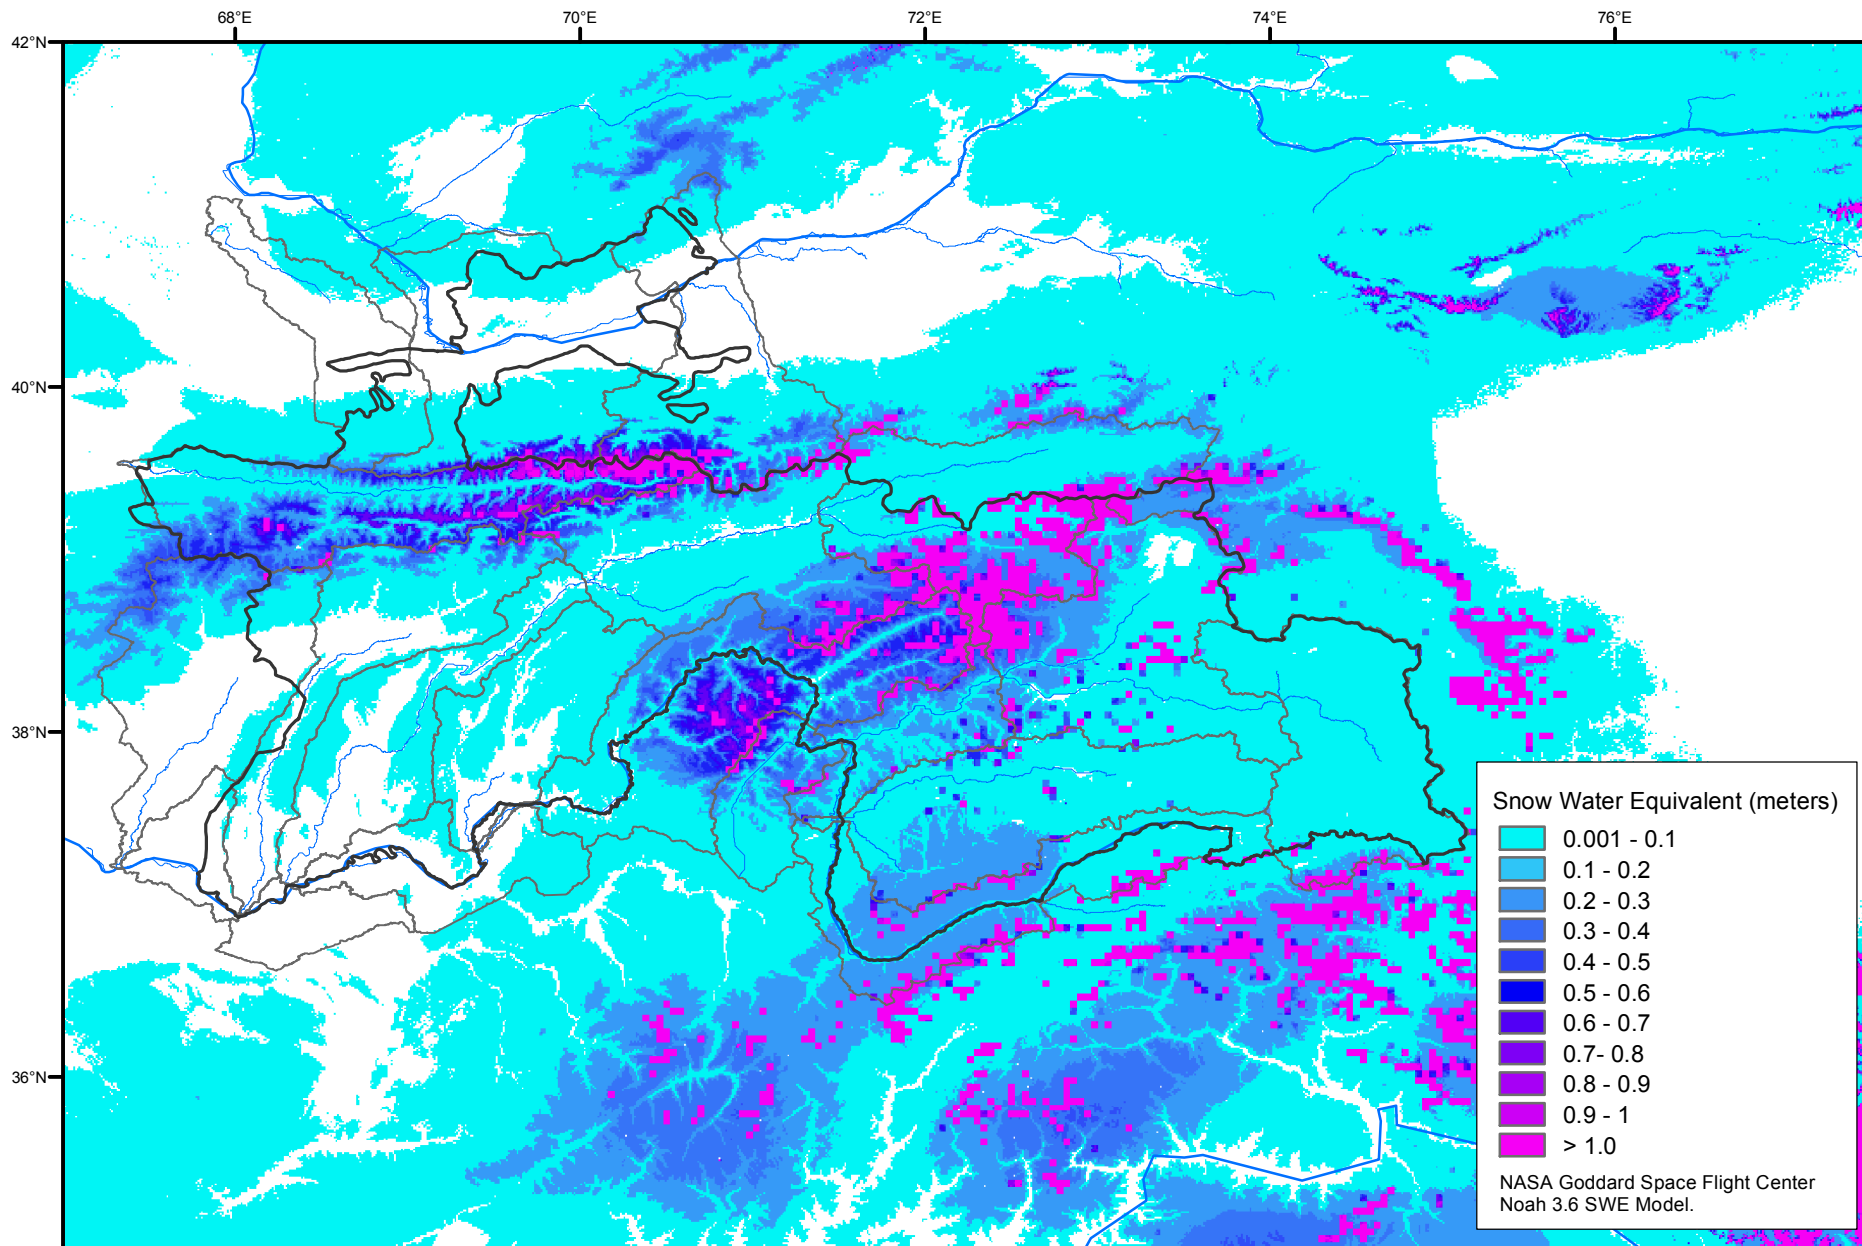 68°E 70°E 72°E 74°E 76°E
42°N
40°N
38°N
36°N
Snow Water Equivalent (meters)
0.001 - 0.1
0.1 - 0.2
0.2 - 0.3
0.3 - 0.4
0.4 - 0.5
0.5 - 0.6
0.6 - 0.7
0.7- 0.8
0.8 - 0.9
0.9 - 1
> 1.0
NASA Goddard Space Flight Center
Noah 3.6 SWE Model.